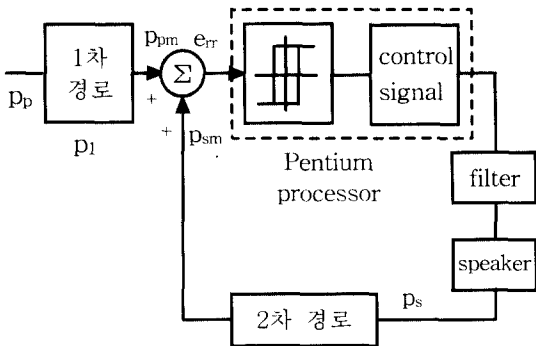 1차
경로
p_p
p_1
p_pm
+
+
Σ
e_rr
p_sm
control
signal
Pentium
processor
filter
speaker
p_s
2차 경로